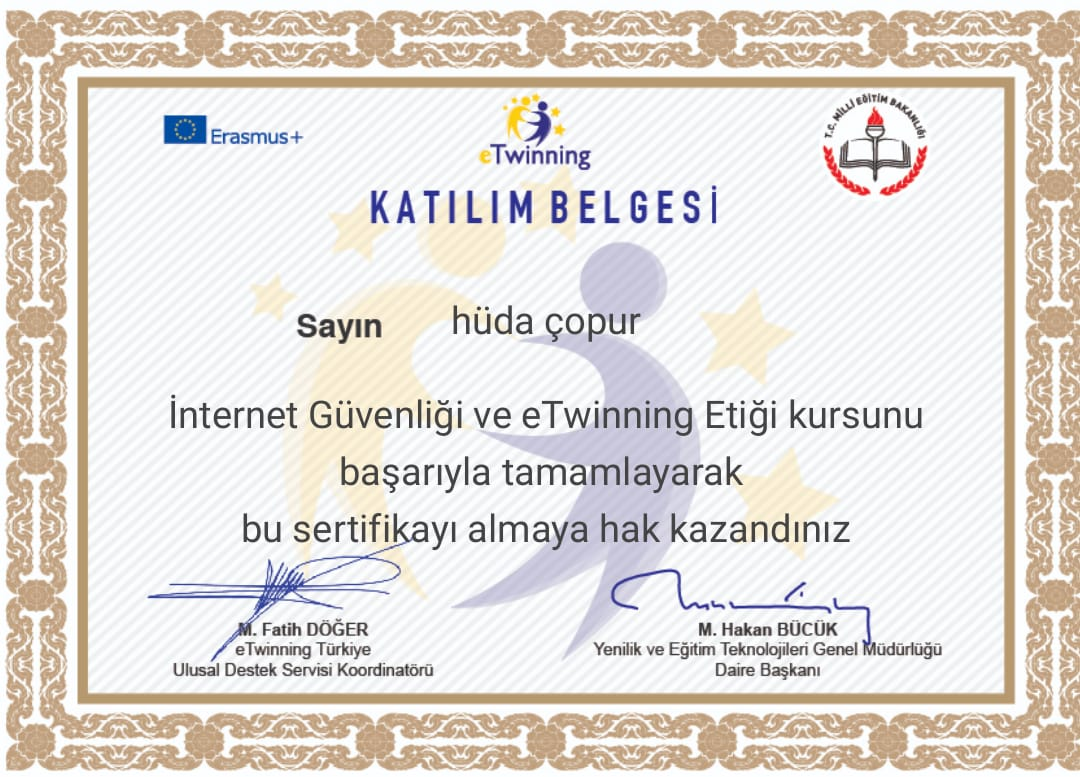 Erasmus+
eTwinning
T.C. MİLLÎ EĞİTİM BAKANLIĞI
KATILIM BELGESİ
Sayın hüda çopur
İnternet Güvenliği ve eTwinning Etiği kursunu
başarıyla tamamlayarak
bu sertifikayı almaya hak kazandınız
M. Fatih DÖĞER
eTwinning Türkiye
Ulusal Destek Servisi Koordinatörü
M. Hakan BÜCÜK
Yenilik ve Eğitim Teknolojileri Genel Müdürlüğü
Daire Başkanı